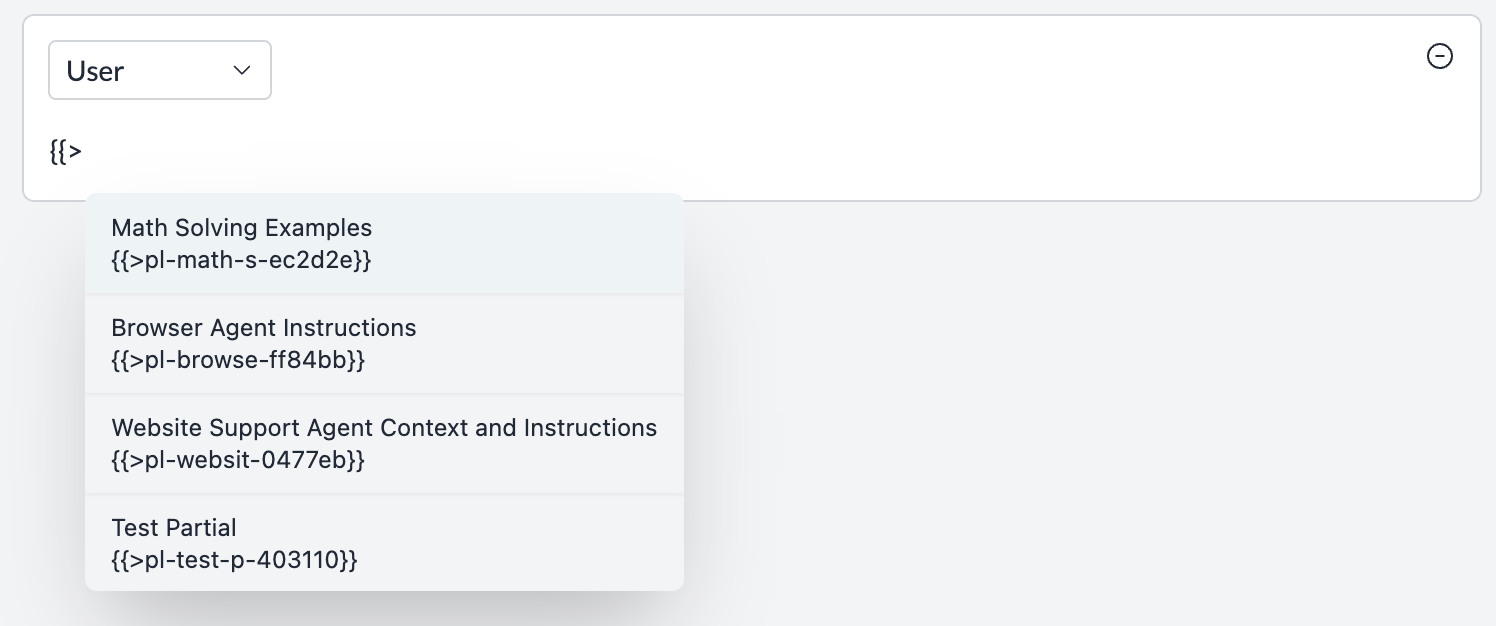 User
{{>
Math Solving Examples
{{>pl-math-s-ec2d2e}}
Browser Agent Instructions
{{>pl-browse-ff84bb}}
Website Support Agent Context and Instructions
{{>pl-websit-0477eb}}
Test Partial
{{>pl-test-p-403110}}